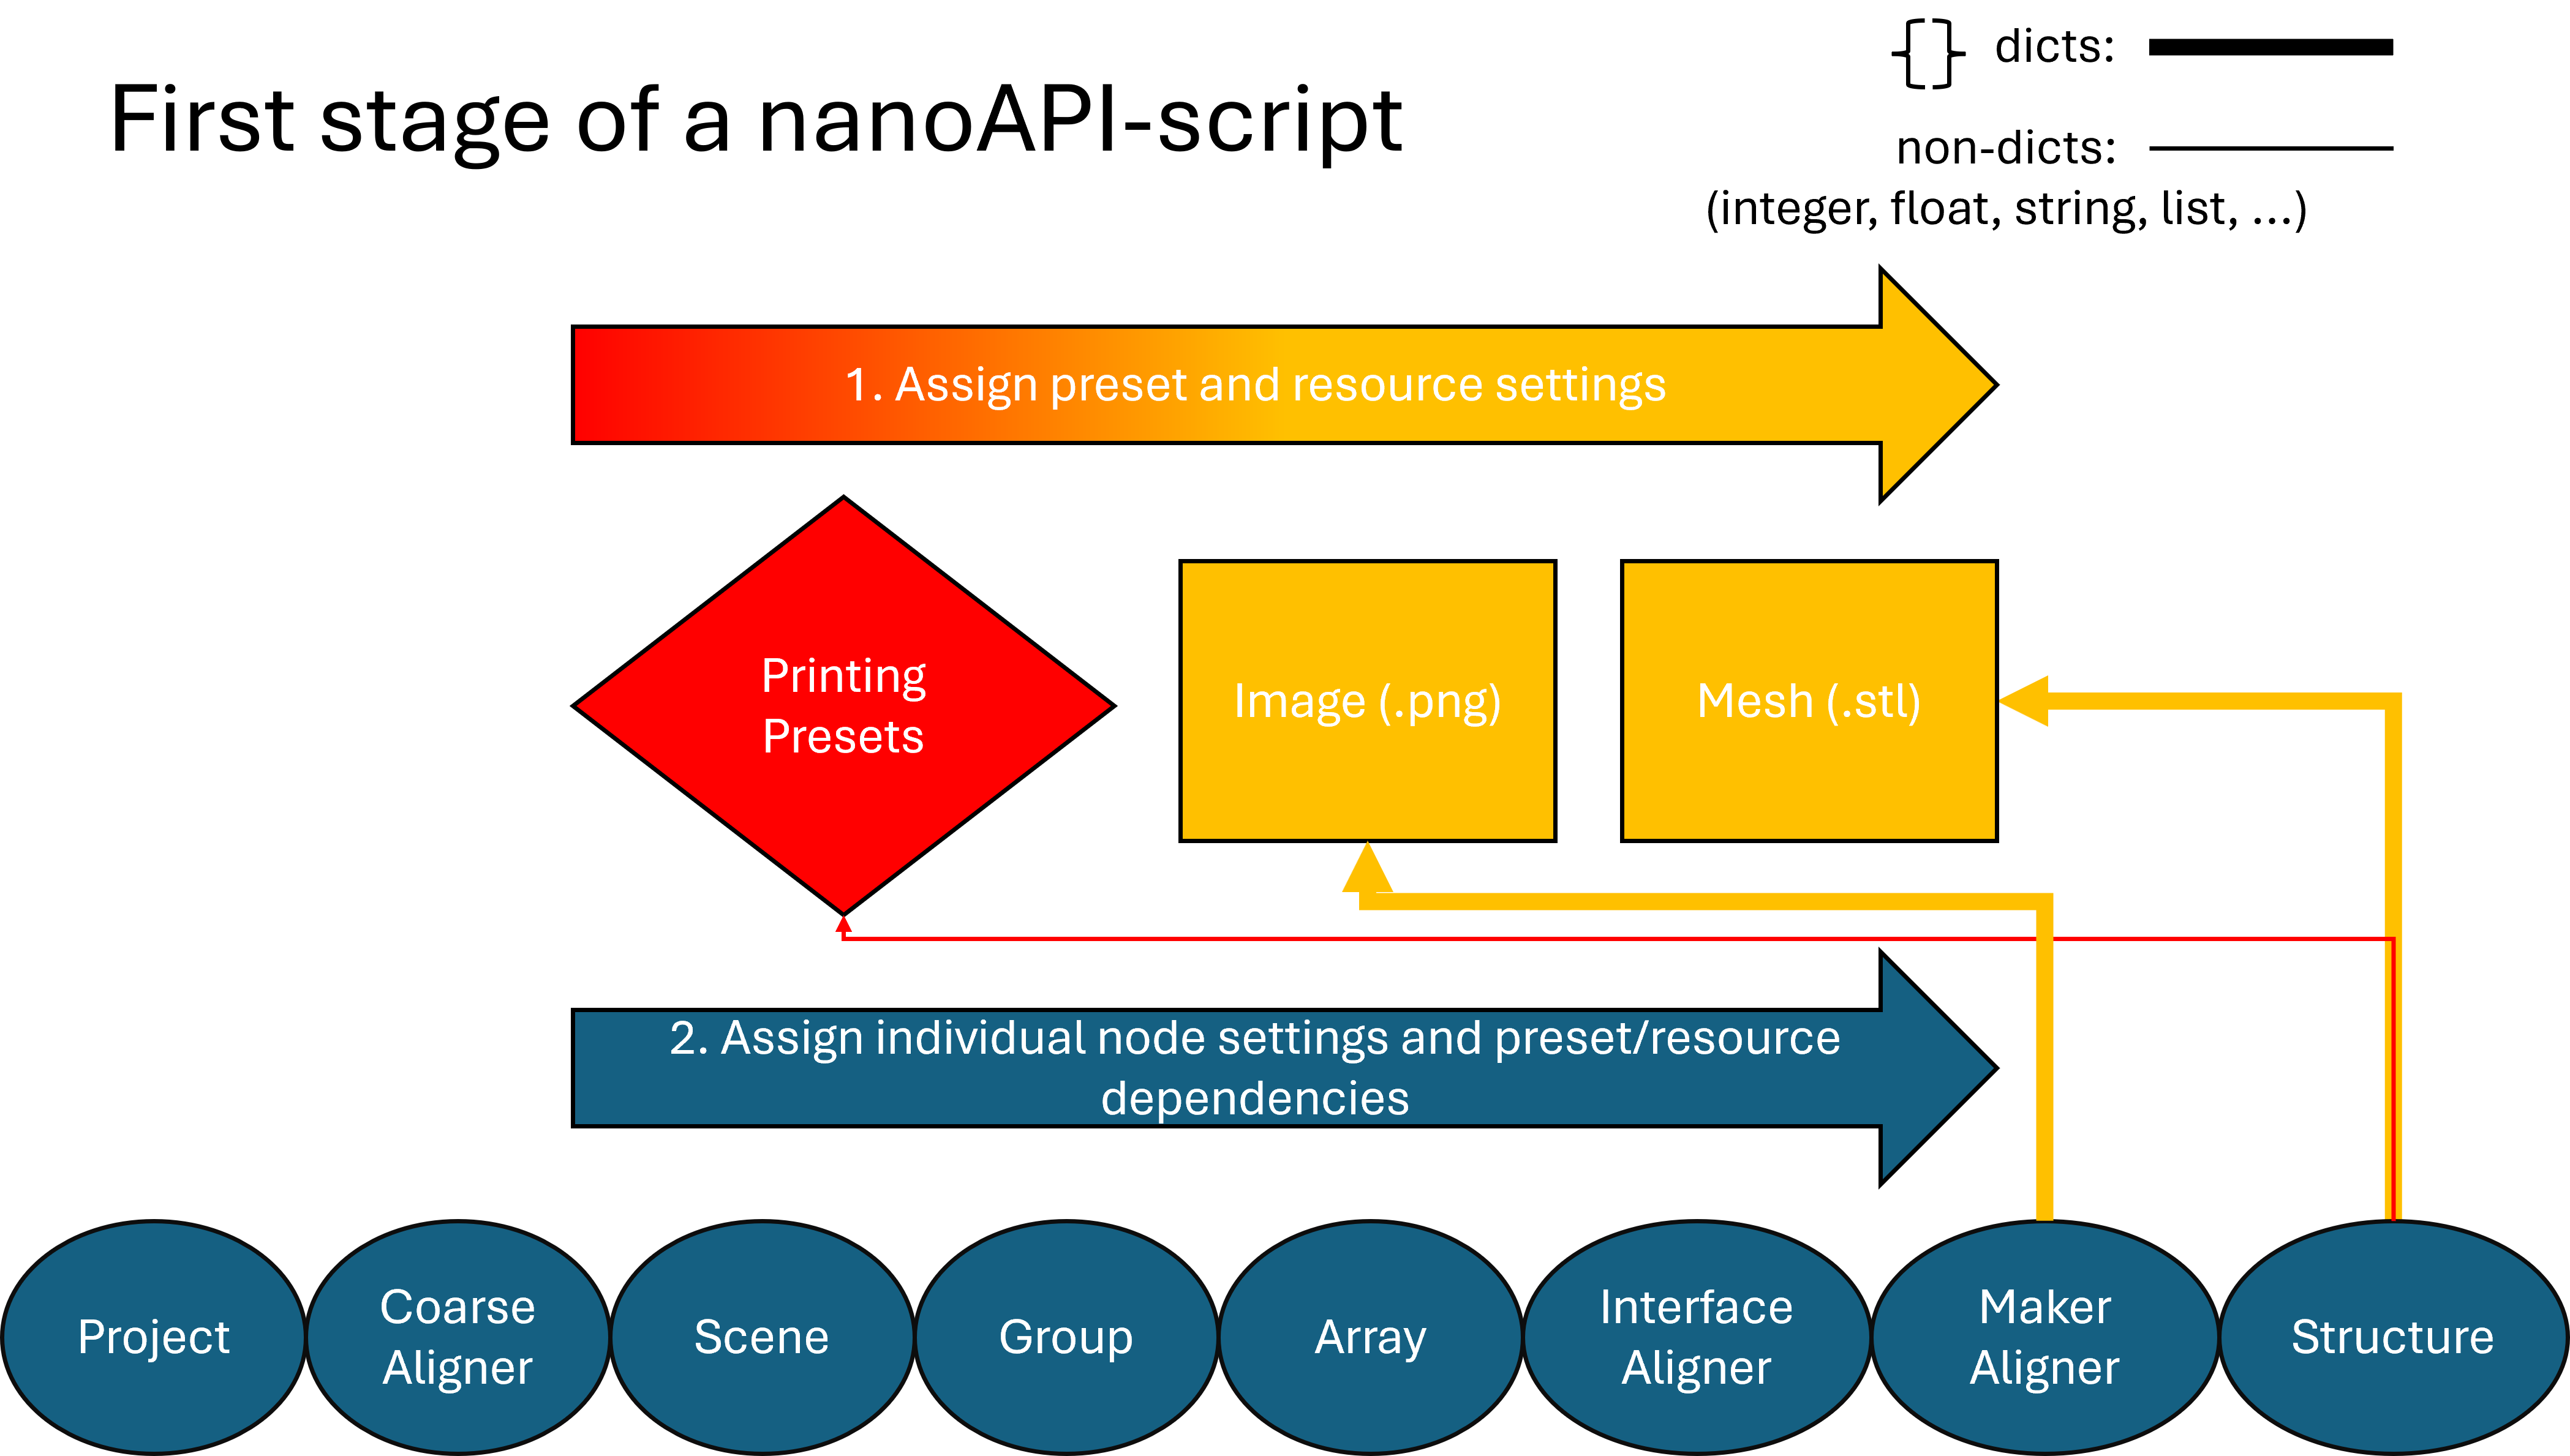 First stage of a nanoAPI-script
{} dicts:
non-dicts:
(integer, float, string, list, ...)
1. Assign preset and resource settings
Printing
Presets
Image (.png)
Mesh (.stl)
2. Assign individual node settings and preset/resource
dependencies
Project
Coarse
Aligner
Scene
Group
Array
Interface
Aligner
Maker
Aligner
Structure